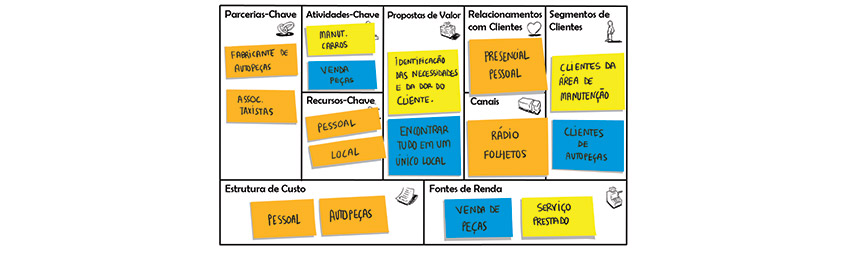 Parcerias-Chave
FABRICANTE DE
AUTOPEÇAS
ASSOC.
TAXISTAS
Atividades-Chave
MANUT.
CARROS
VENDA
PEÇAS
Recursos-Chave
PESSOAL
LOCAL
Propostas de Valor
IDENTIFICAÇÃO
DAS NECESSIDADES
E DA DOR DO
CLIENTE.
ENCONTRAR
TUDO EM UM
ÚNICO LOCAL
Relacionamentos
com Clientes
PRESENCIAL
PESSOAL
Canais
RÁDIO
FOLHETOS
Segmentos de
Clientes
CLIENTES DA
ÁREA DE
MANUTENÇÃO
CLIENTES
DE
AUTOPEÇAS
Estrutura de Custo
PESSOAL
AUTOPEÇAS
Fontes de Renda
VENDA DE
PEÇAS
SERVIÇO
PRESTADO